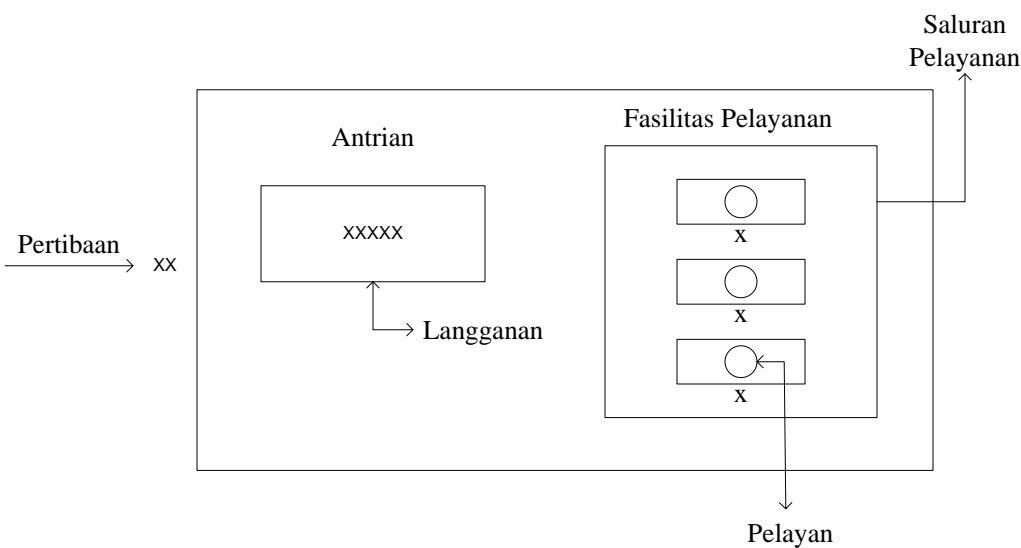 Saluran
Pelayanan
Fasilitas Pelayanan
Antrian
XXXXX
Pertibaan
XX
x
x
x
Langganan
Pelayan